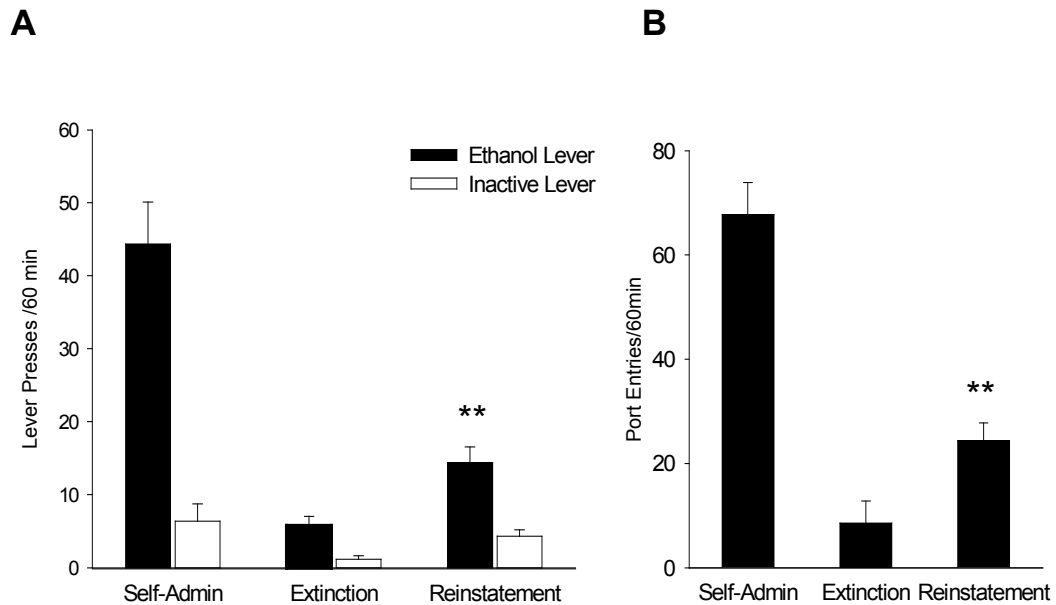 A
B
60
50
40
30
20
10
0
Lever Presses /60 min
Ethanol Lever
Inactive Lever
**
Self-Admin
Extinction
Reinstatement
80
60
40
20
0
Port Entries/60min
**
Self-Admin
Extinction
Reinstatement